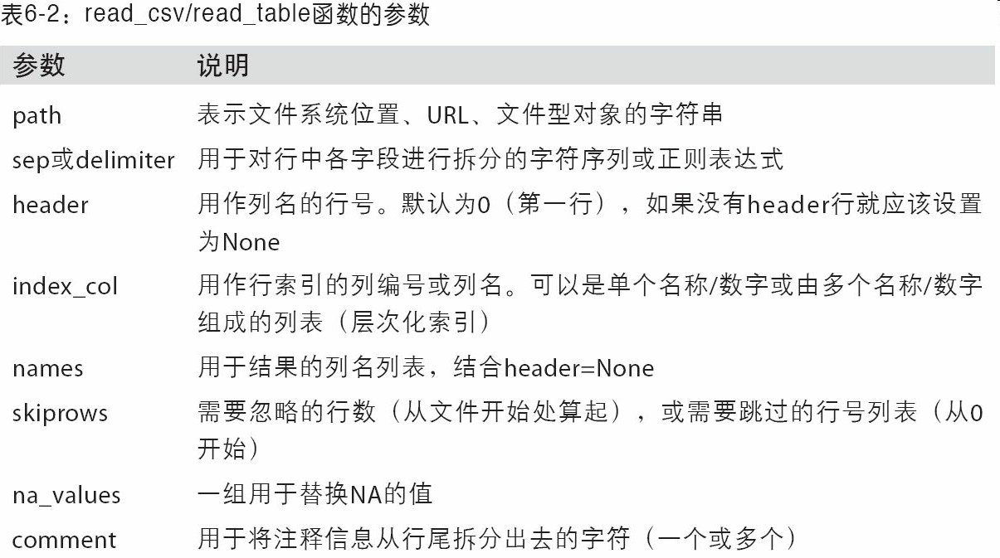 表6-2：read_csv/read_table函数的参数
参数 说明
path 表示文件系统位置、URL、文件型对象的字符串
sep或delimiter 用于对行中各字段进行拆分的字符序列或正则表达式
header 用作列名的行号。默认为0（第一行），如果没有header行就应该设置
为None
index_col 用作行索引的列编号或列名。可以是单个名称/数字或由多个名称/数字
组成的列表（层次化索引）
names 用于结果的列名列表，结合header=None
skiprows 需要忽略的行数（从文件开始处算起），或需要跳过的行号列表（从0
开始）
na_values 一组用于替换NA的值
comment 用于将注释信息从行尾拆分出去的字符（一个或多个）